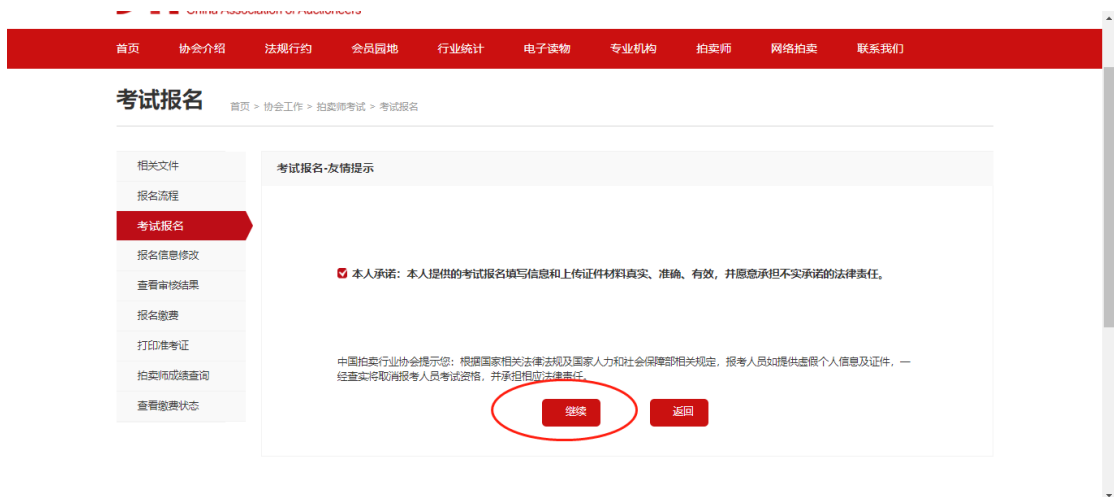 China Association of Auctioneers
首页 协会介绍 法规行约 会员园地 行业统计 电子读物 专业机构 拍卖师 网络拍卖 联系我们
考试报名 首页 > 协会工作 > 拍卖师考试 > 考试报名
相关文件
报名流程
考试报名
报名信息修改
查看审核结果
报名缴费
打印准考证
拍卖师成绩查询
查看缴费状态
考试报名-友情提示
本人承诺：本人提供的考试报名填写信息和上传证件材料真实、准确、有效，并愿意承担不实承诺的法律责任。
中国拍卖行业协会提示您：根据国家相关法律法规及国家人力和社会保障部相关规定，报考人员如提供虚假个人信息及证件，一
经查实将取消报考人员考试资格，并承担相应法律责任。
继续 返回